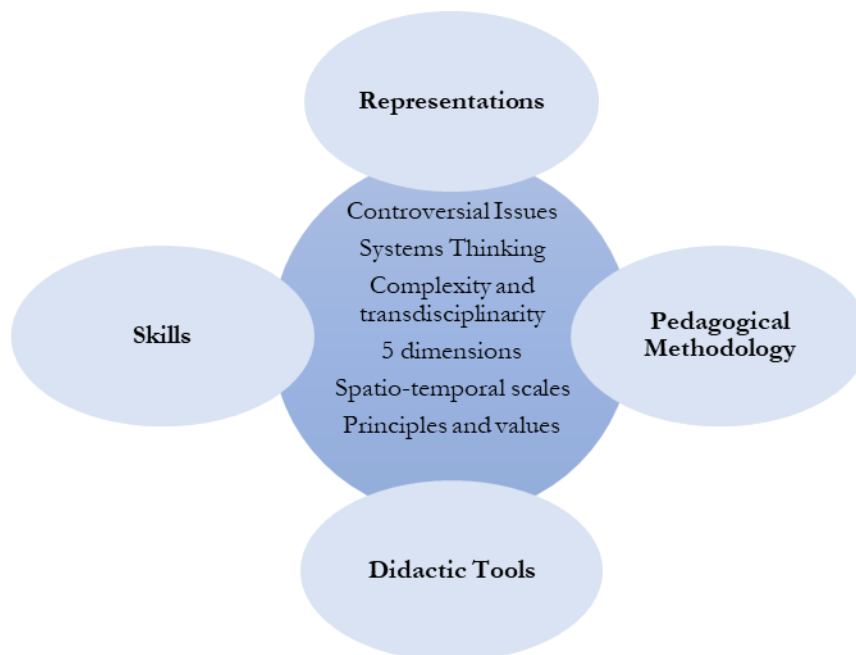 Representations
Controversial Issues
Systems Thinking
Complexity and
transdisciplinarity
5 dimensions
Spatio-temporal scales
Principles and values
Skills
Pedagogical
Methodology
Didactic Tools